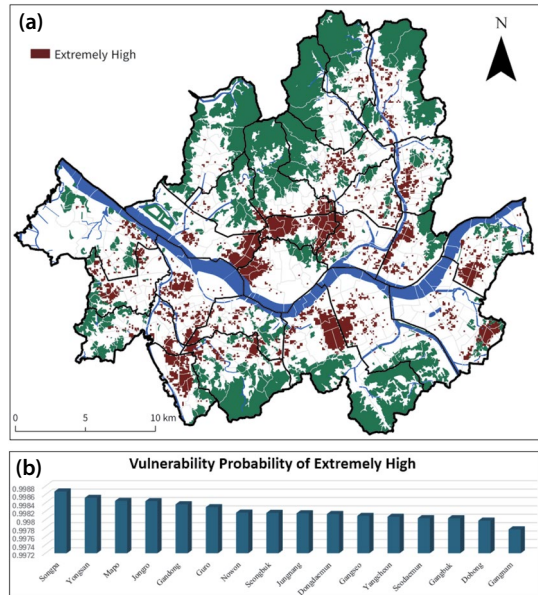 (a)
N
Extremely High
0 5 10 km
(b)
Vulnerability Probability of Extremely High
0.9988
0.9986
0.9984
0.9982
0.998
0.9978
0.9976
0.9974
0.9972
Songpa Yongsan Mapo Jongro Gangdong Guro Nowon Seongbuk Jungnang Dongdaemun Gangseo Yangcheon Seodaemun Gangbuk Dobong Gangnam